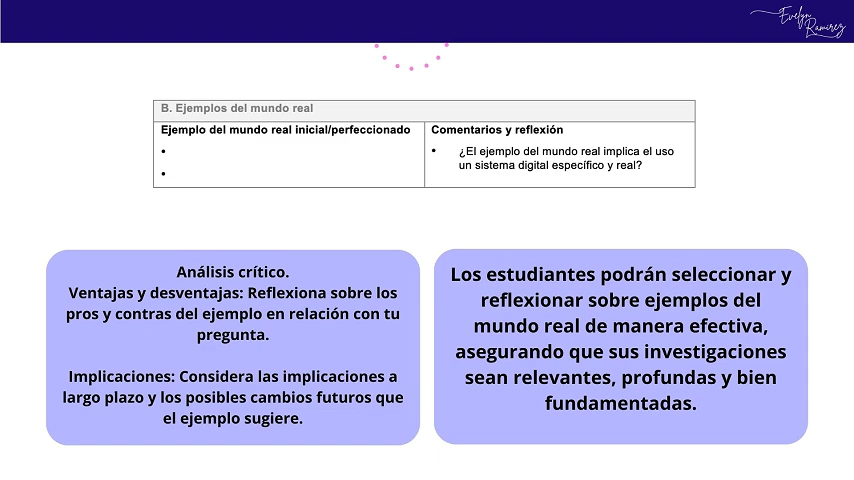 Evelyn
Ramirez
B. Ejemplos del mundo real
Ejemplo del mundo real inicial/perfeccionado
•
•
Comentarios y reflexión
• ¿El ejemplo del mundo real implica el uso
un sistema digital específico y real?
Análisis crítico.
Ventajas y desventajas: Reflexiona sobre los
pros y contras del ejemplo en relación con tu
pregunta.
Implicaciones: Considera las implicaciones a
largo plazo y los posibles cambios futuros que
el ejemplo sugiere.
Los estudiantes podrán seleccionar y
reflexionar sobre ejemplos del
mundo real de manera efectiva,
asegurando que sus investigaciones
sean relevantes, profundas y bien
fundamentadas.